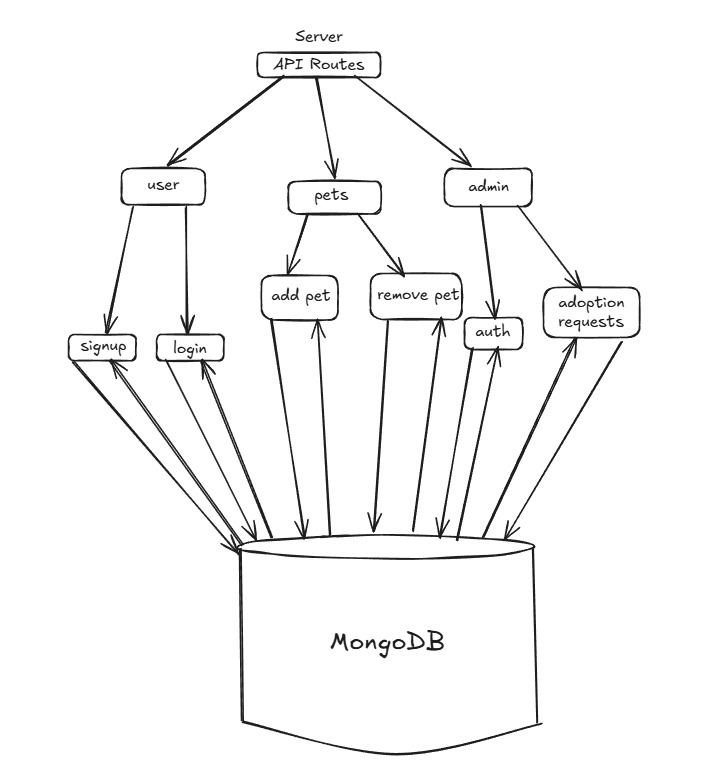 Server
API Routes
user
pets
admin
add pet
remove pet
adoption
requests
signup
login
auth
MongoDB